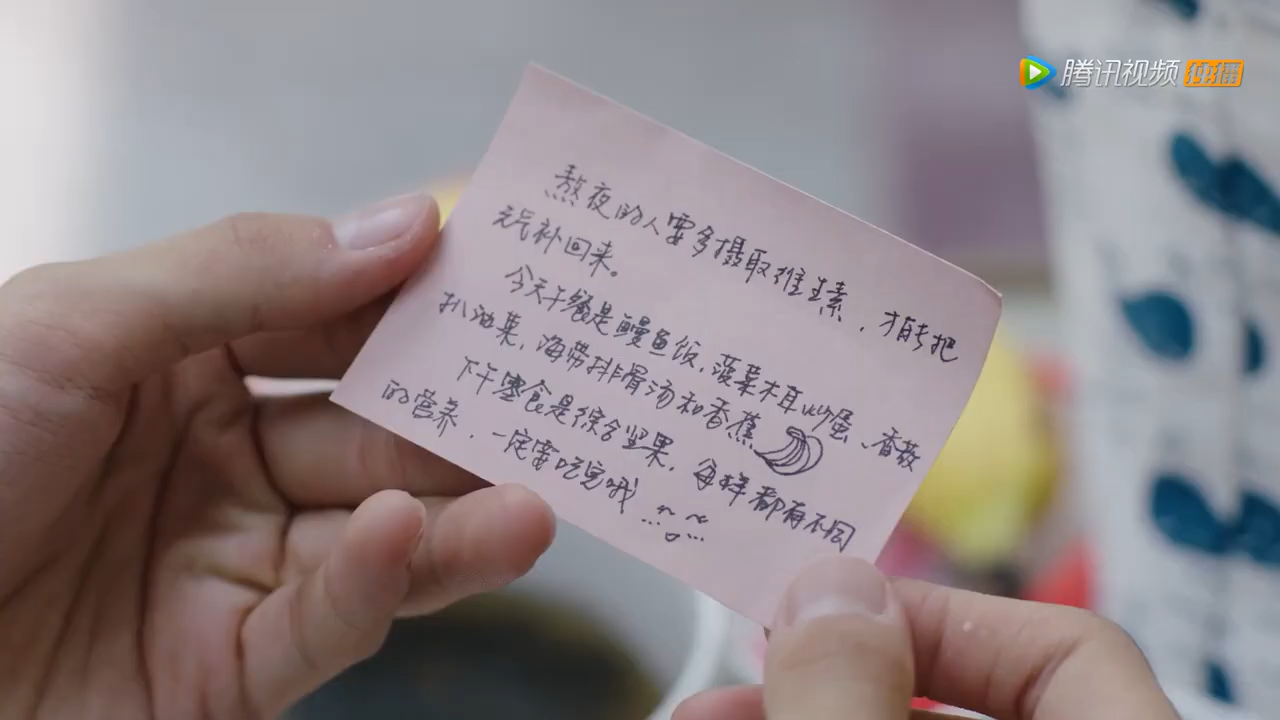 腾讯视频 独播
熬夜的人要多摄取维生素，才能把
元气补回来。
今天午餐是鳗鱼饭，菠菜木耳炒蛋、香菇
扒油菜，海带排骨汤和香蕉
下午零食是综合坚果，每样都有不同
的营养，一定要吃完哦